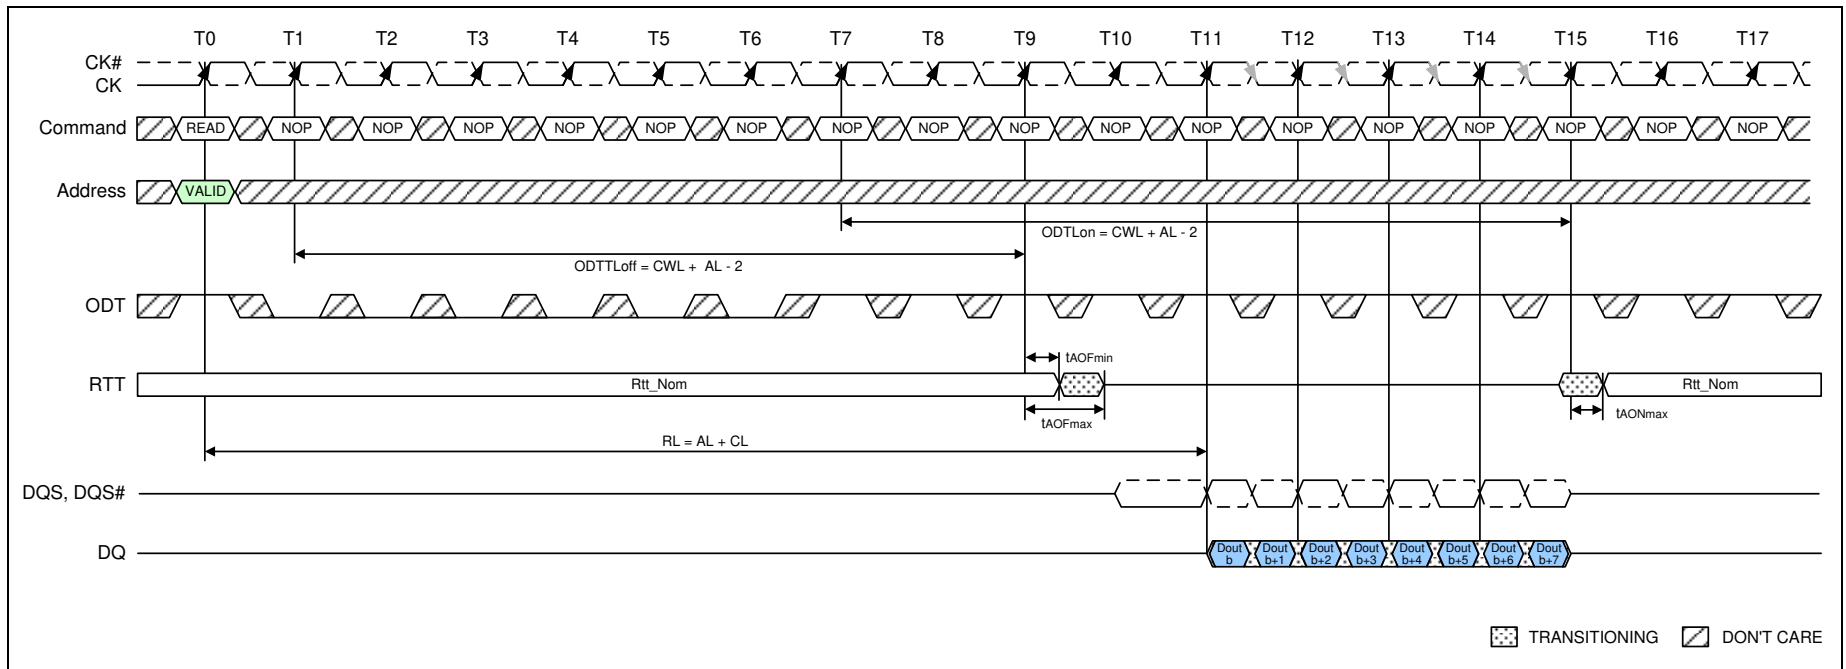 T0 T1 T2 T3 T4 T5 T6 T7 T8 T9 T10 T11 T12 T13 T14 T15 T16 T17
CK#
CK
Command READ NOP NOP NOP NOP NOP NOP NOP NOP NOP NOP NOP NOP NOP NOP NOP NOP NOP
Address VALID
ODTLon = CWL + AL - 2
ODTTLoff = CWL + AL - 2
ODT
tAOFmin
RTT Rtt_Nom Rtt_Nom
tAOFmax tAONmax
RL = AL + CL
DQS, DQS#
DQ Dout b Dout b+1 Dout b+2 Dout b+3 Dout b+4 Dout b+5 Dout b+6 Dout b+7
TRANSITIONING DON'T CARE